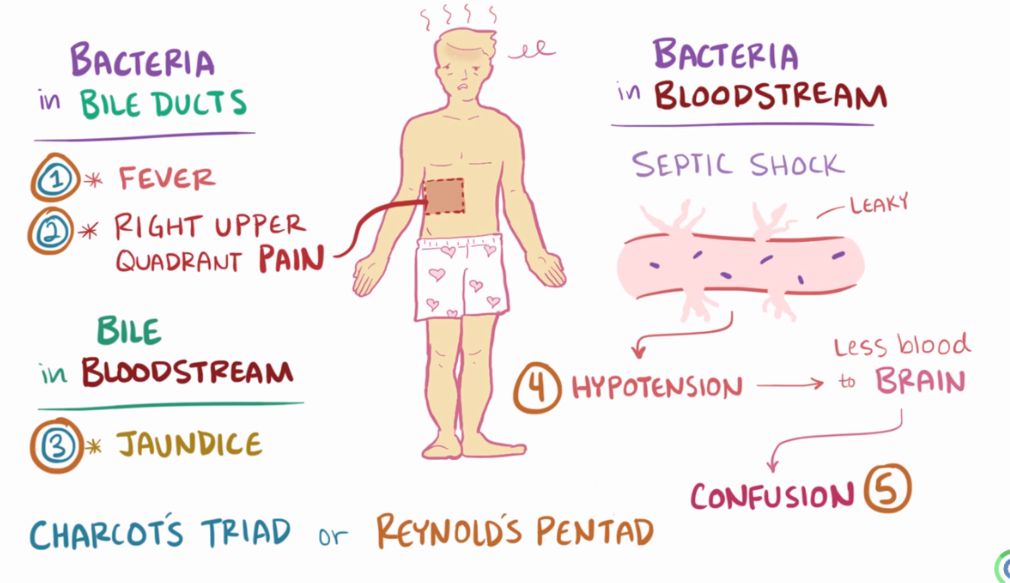 BACTERIA
in BILE DUCTS
1 * FEVER
2 * RIGHT UPPER
QUADRANT PAIN
BILE
in BLOODSTREAM
3 * JAUNDICE
BACTERIA
in BLOODSTREAM
SEPTIC SHOCK
LEAKY
4 HYPOTENSION
Less blood
to BRAIN
CONFUSION 5
CHARCOT'S TRIAD or REYNOLD'S PENTAD